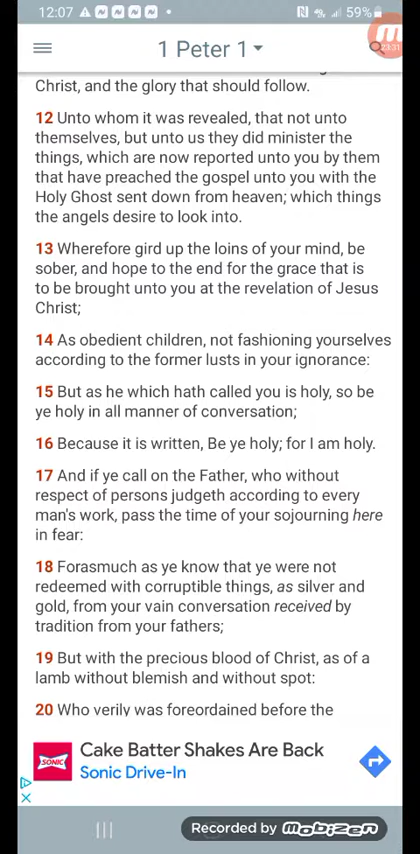 12:07 59%
23:31
1 Peter 1
Christ, and the glory that should follow.
12 Unto whom it was revealed, that not unto
themselves, but unto us they did minister the
things, which are now reported unto you by them
that have preached the gospel unto you with the
Holy Ghost sent down from heaven; which things
the angels desire to look into.
13 Wherefore gird up the loins of your mind, be
sober, and hope to the end for the grace that is
to be brought unto you at the revelation of Jesus
Christ;
14 As obedient children, not fashioning yourselves
according to the former lusts in your ignorance:
15 But as he which hath called you is holy, so be
ye holy in all manner of conversation;
16 Because it is written, Be ye holy; for I am holy.
17 And if ye call on the Father, who without
respect of persons judgeth according to every
man's work, pass the time of your sojourning here
in fear:
18 Forasmuch as ye know that ye were not
redeemed with corruptible things, as silver and
gold, from your vain conversation received by
tradition from your fathers;
19 But with the precious blood of Christ, as of a
lamb without blemish and without spot:
20 Who verily was foreordained before the
SONIC
Cake Batter Shakes Are Back
Sonic Drive-In
Recorded by mobizen